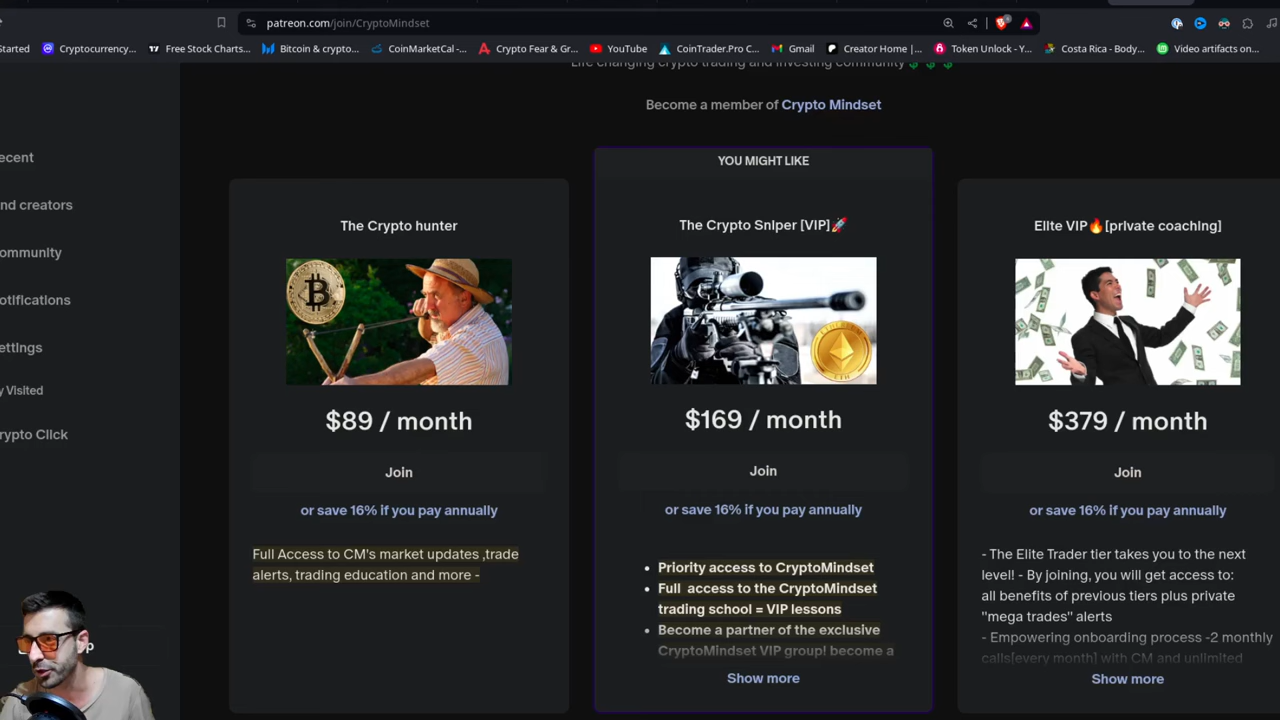 patreon.com/join/CryptoMindset
Started
Cryptocurrency...
Free Stock Charts...
Bitcoin & crypto...
CoinMarketCal -...
Crypto Fear & Gr...
YouTube
CoinTrader.Pro C...
Gmail
Creator Home |...
Token Unlock - Y...
Costa Rica - Body...
Video artifacts on...
Life changing crypto trading and investing community
Become a member of Crypto Mindset
ecent
nd creators
ommunity
otifications
ettings
y Visited
rypto Click
p
The Crypto hunter
$89 / month
Join
or save 16% if you pay annually
Full Access to CM's market updates ,trade
alerts, trading education and more -
YOU MIGHT LIKE
The Crypto SnIper [VIP]🚀
$169 / month
Join
or save 16% if you pay annually
• Priority access to CryptoMindset
• Full access to the CryptoMindset
trading school = VIP lessons
• Become a partner of the exclusive
CryptoMindset VIP group! become a
Show more
Elite VIP🔥[private coaching]
$379 / month
Join
or save 16% if you pay annually
- The Elite Trader tier takes you to the next
level! - By joining, you will get access to:
all benefits of previous tiers plus private
"mega trades" alerts
- Empowering onboarding process -2 monthly
calls[every month] with CM and unlimited
Show more